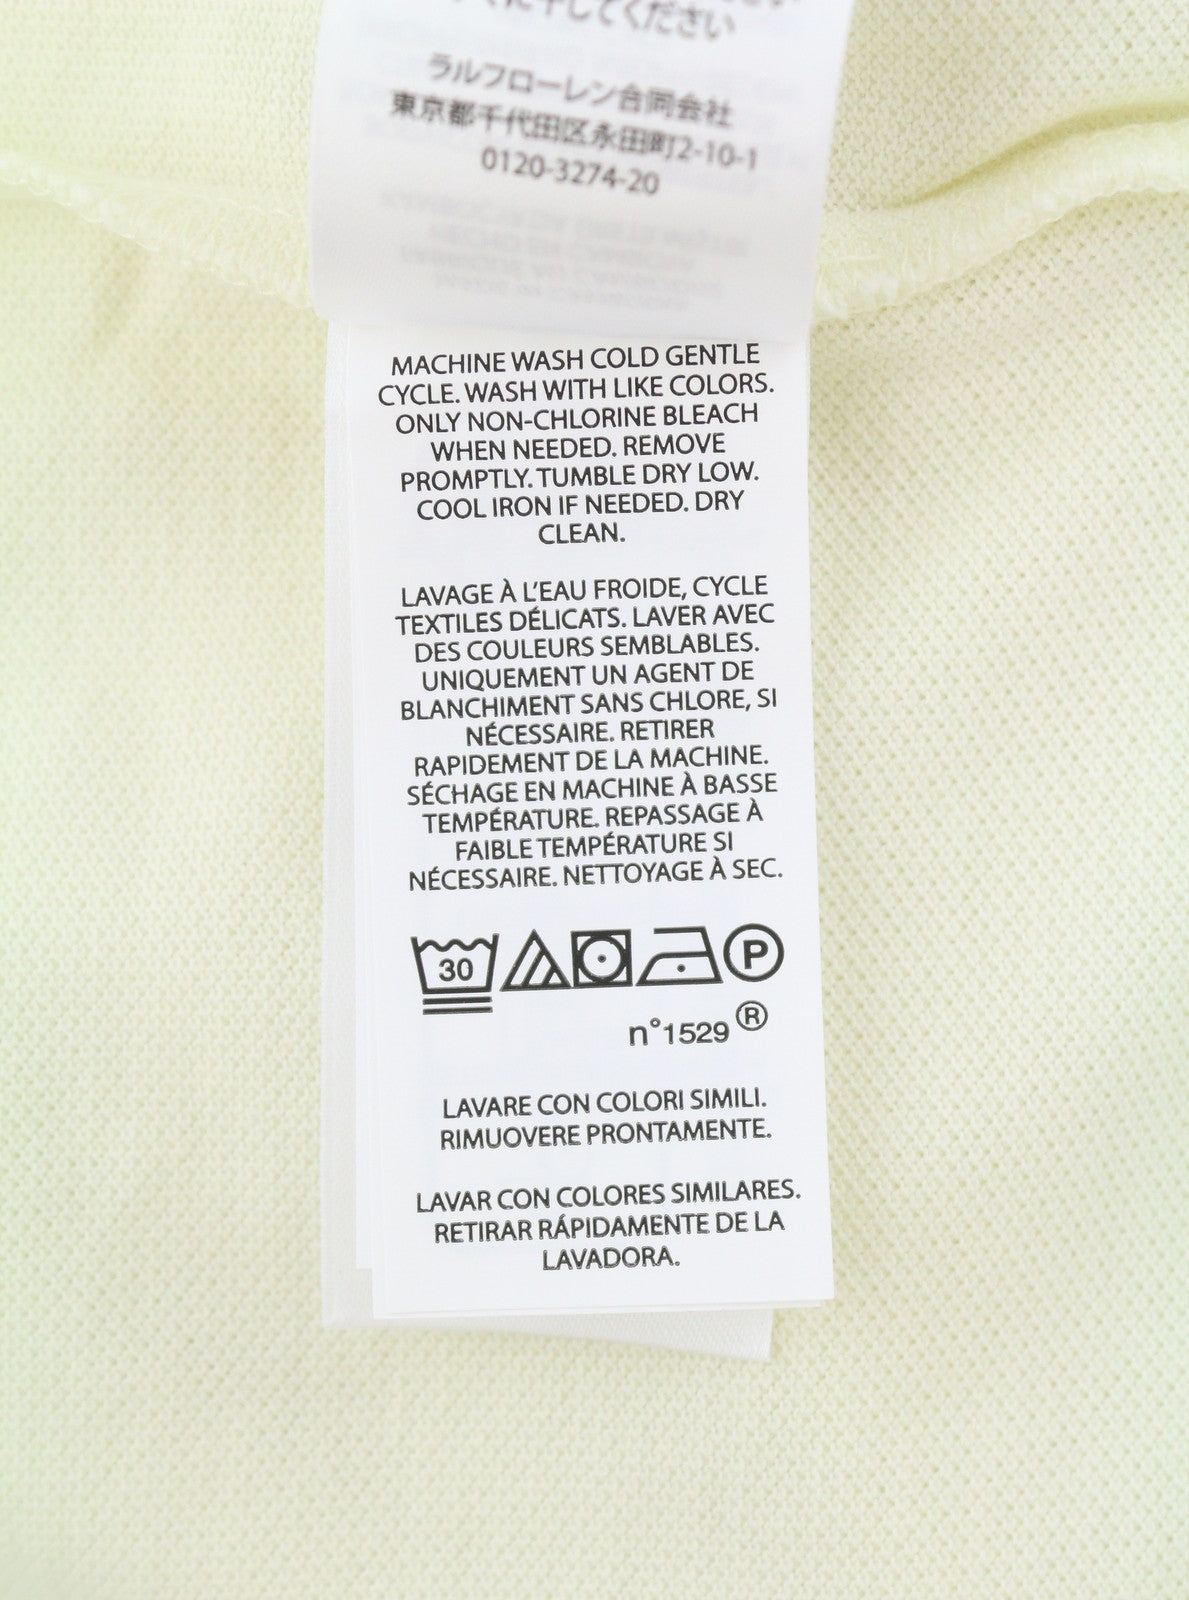 てください
ラルフローレン合同会社
東京都千代田区永田町2-10-1
0120-3274-20
MACHINE WASH COLD GENTLE
CYCLE. WASH WITH LIKE COLORS.
ONLY NON-CHLORINE BLEACH
WHEN NEEDED. REMOVE
PROMPTLY. TUMBLE DRY LOW.
COOL IRON IF NEEDED. DRY
CLEAN.
LAVAGE À L'EAU FROIDE, CYCLE
TEXTILES DÉLICATS. LAVER AVEC
DES COULEURS SEMBLABLES.
UNIQUEMENT UN AGENT DE
BLANCHIMENT SANS CHLORE, SI
NÉCESSAIRE. RETIRER
RAPIDEMENT DE LA MACHINE.
SÉCHAGE EN MACHINE À BASSE
TEMPÉRATURE. REPASSAGE À
FAIBLE TEMPÉRATURE SI
NÉCESSAIRE. NETTOYAGE À SEC.
30 P
n°1529 ®
LAVARE CON COLORI SIMILI.
RIMUOVERE PRONTAMENTE.
LAVAR CON COLORES SIMILARES.
RETIRAR RÁPIDAMENTE DE LA
LAVADORA.